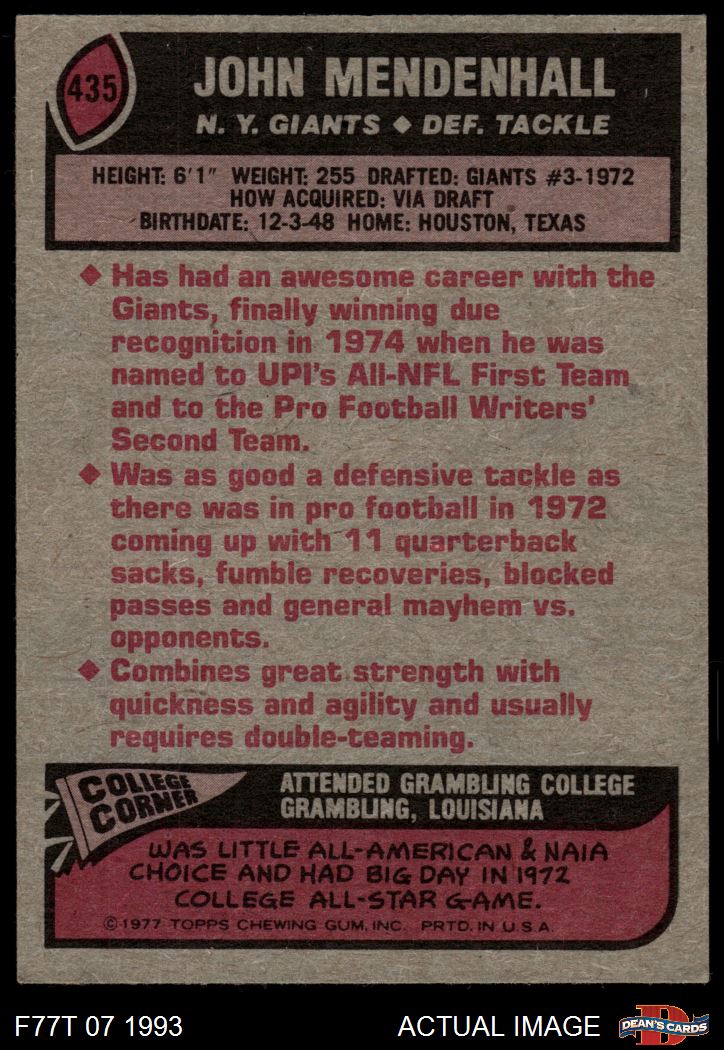 435
JOHN MENDENHALL
N. Y. GIANTS ◆ DEF. TACKLE
HEIGHT: 6'1" WEIGHT: 255 DRAFTED: GIANTS #3-1972
HOW ACQUIRED: VIA DRAFT
BIRTHDATE: 12-3-48 HOME: HOUSTON, TEXAS
◆ Has had an awesome career with the
Giants, finally winning due
recognition in 1974 when he was
named to UPI's All-NFL First Team
and to the Pro Football Writers'
Second Team.
◆ Was as good a defensive tackle as
there was in pro football in 1972
coming up with 11 quarterback
sacks, fumble recoveries, blocked
passes and general mayhem vs.
opponents.
◆ Combines great strength with
quickness and agility and usually
requires double-teaming.
COLLEGE
CORNER
ATTENDED GRAMBLING COLLEGE
GRAMBLING, LOUISIANA
WAS LITTLE ALL-AMERICAN & NAIA
CHOICE AND HAD BIG DAY IN 1972
COLLEGE ALL-STAR GAME.
©1977 TOPPS CHEWING GUM, INC. PRTD. IN U.S.A.
F77T 07 1993
ACTUAL IMAGE
D
DEAN'S CARDS